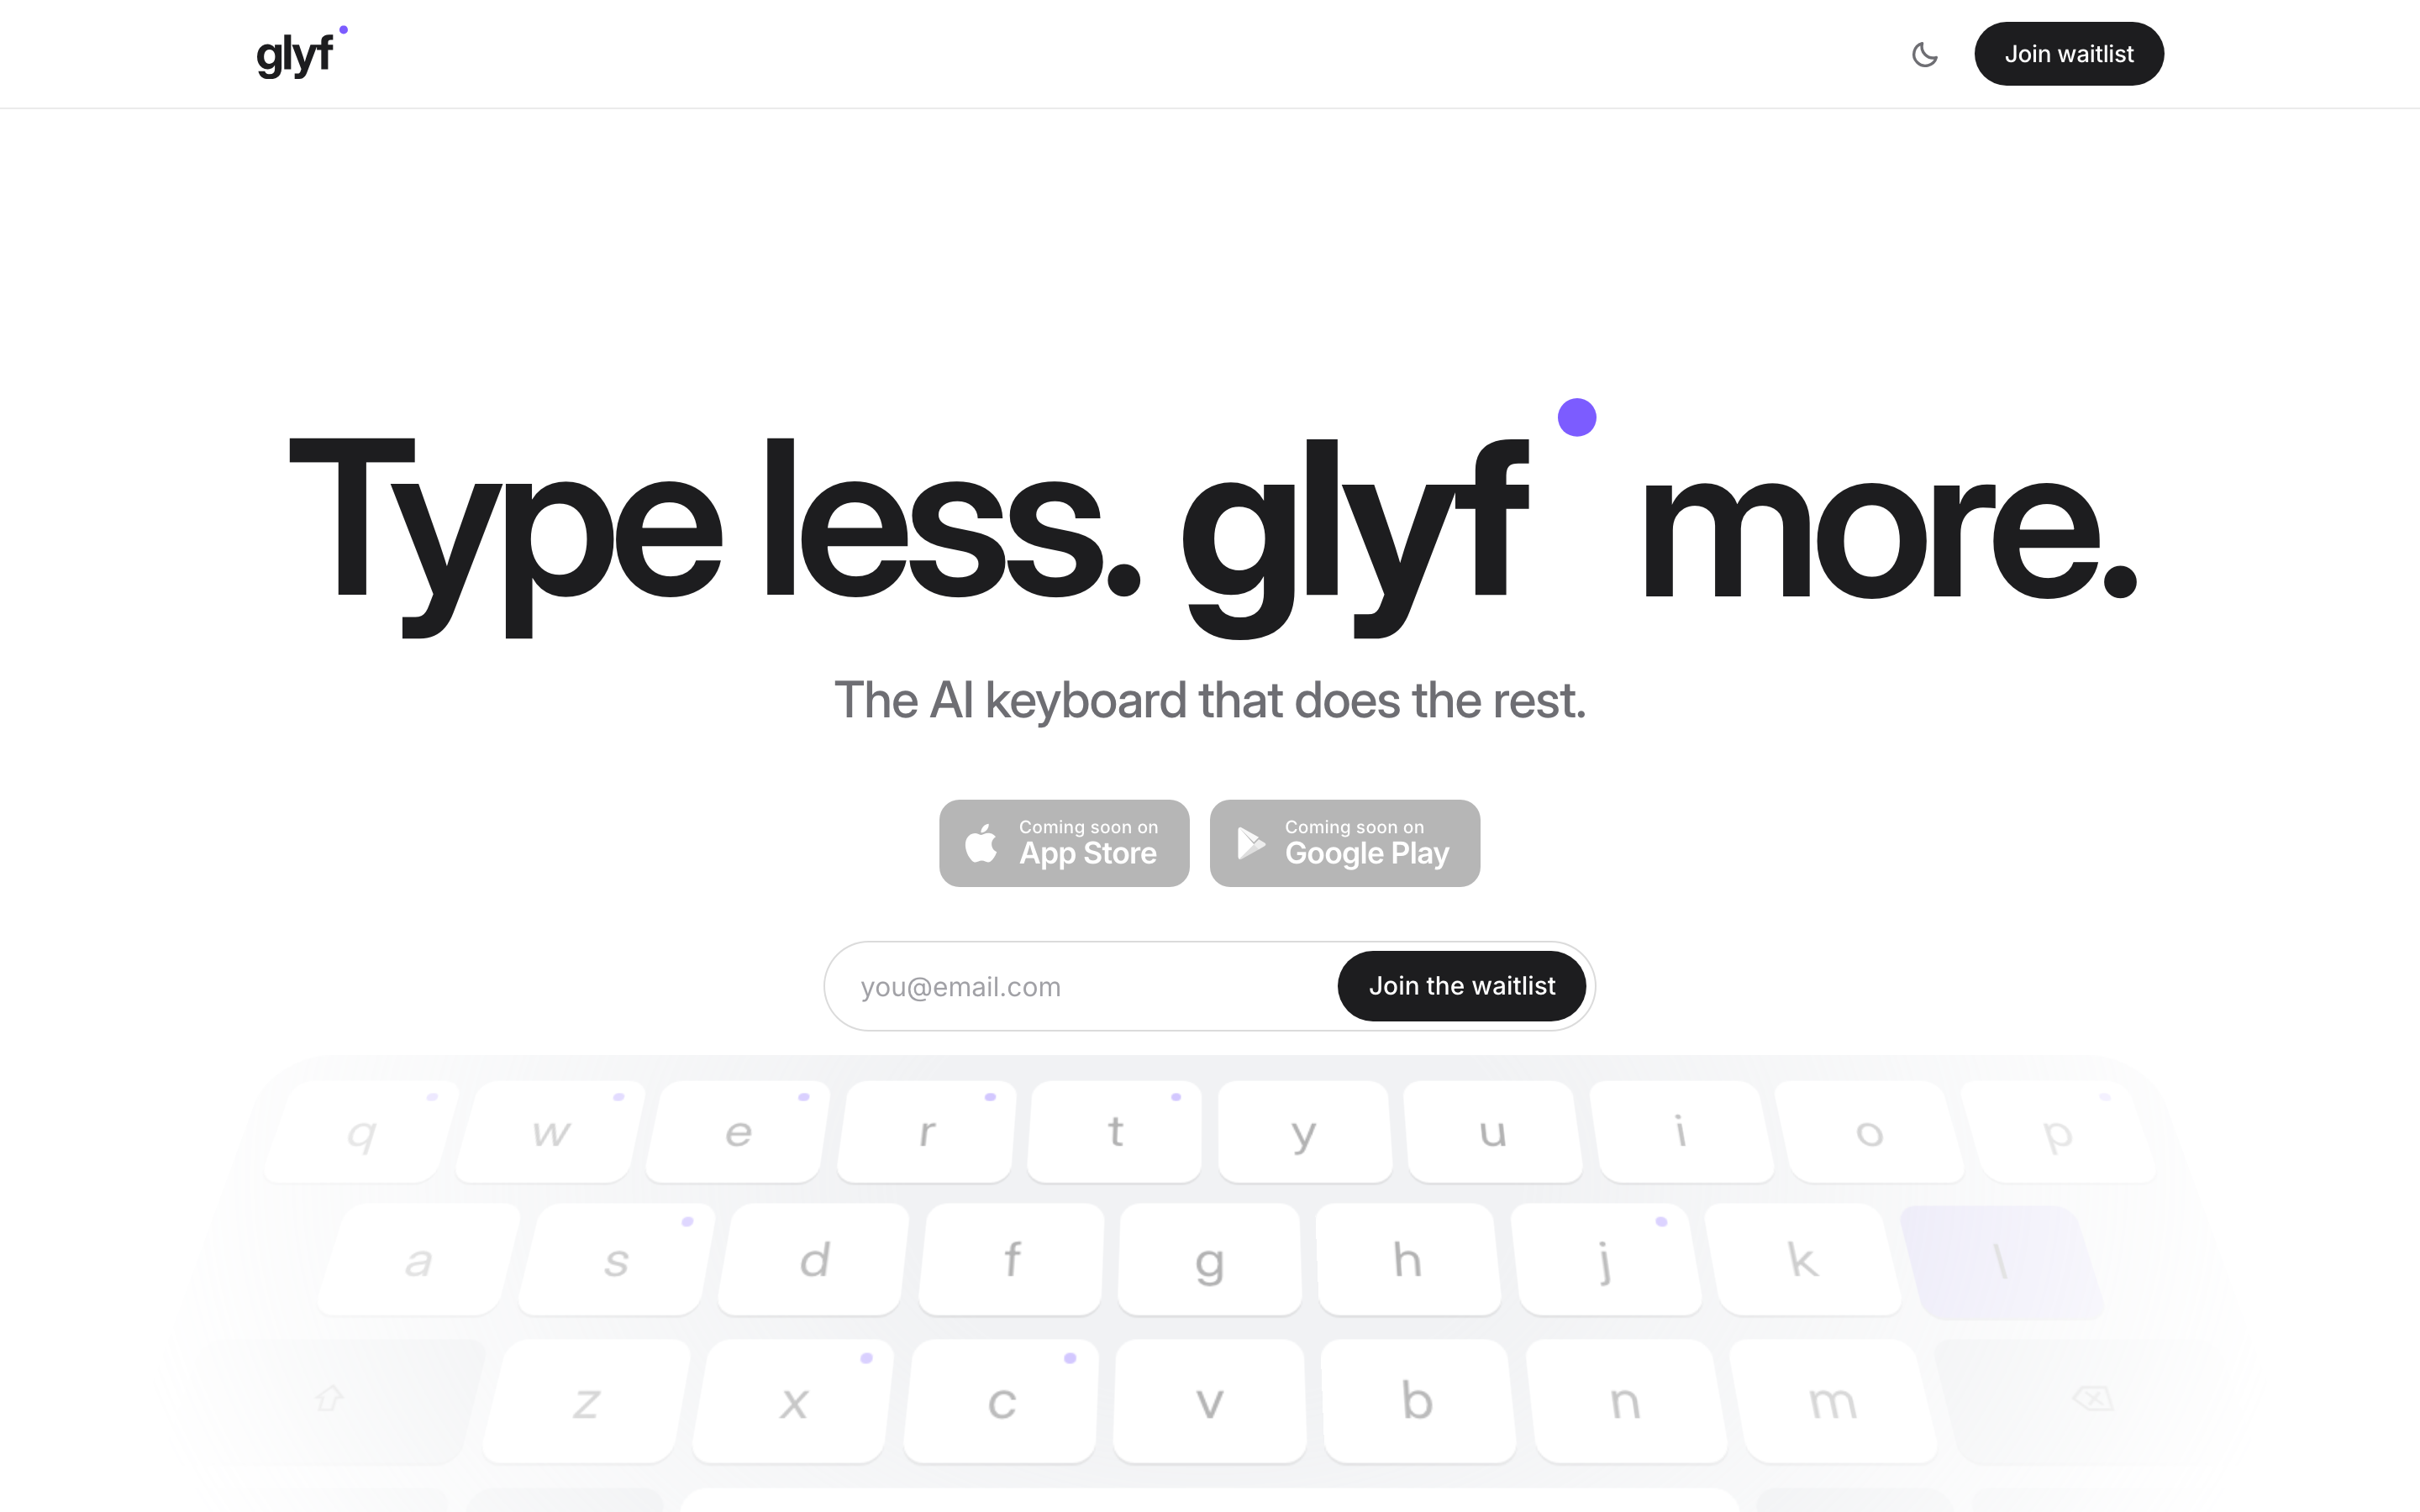 glyf
Join waitlist
Type less. glyf more.
The AI keyboard that does the rest.
Coming soon on
App Store
Coming soon on
Google Play
you@email.com
Join the waitlist
q w e r t y u i o p
a s d f g h j k l
z x c v b n m